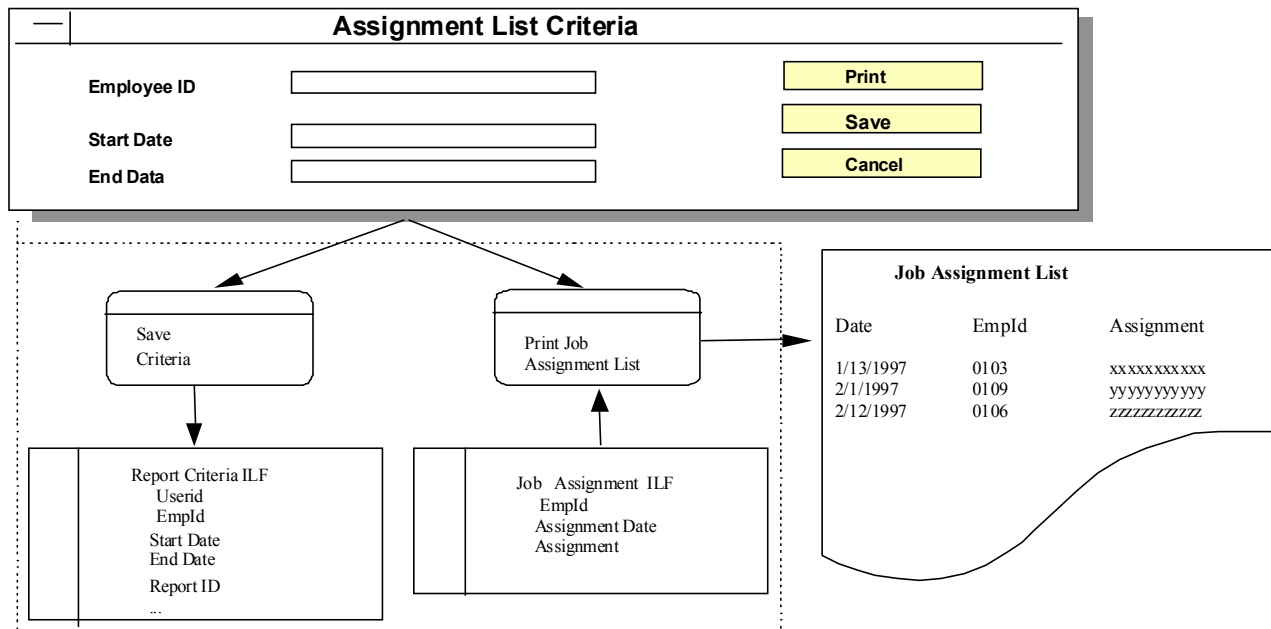 Assignment List Criteria
Employee ID
Print
Start Date
Save
End Data
Cancel
Save
Criteria
Print Job
Assignment List
Report Criteria ILF
Userid
EmpId
Start Date
End Date
Report ID
...
Job Assignment ILF
EmpId
Assignment Date
Assignment
Job Assignment List
Date EmpId Assignment
1/13/1997 0103 xxxxxxxxxxx
2/1/1997 0109 yyyyyyyyyyy
2/12/1997 0106 zzzzzzzzzzzz